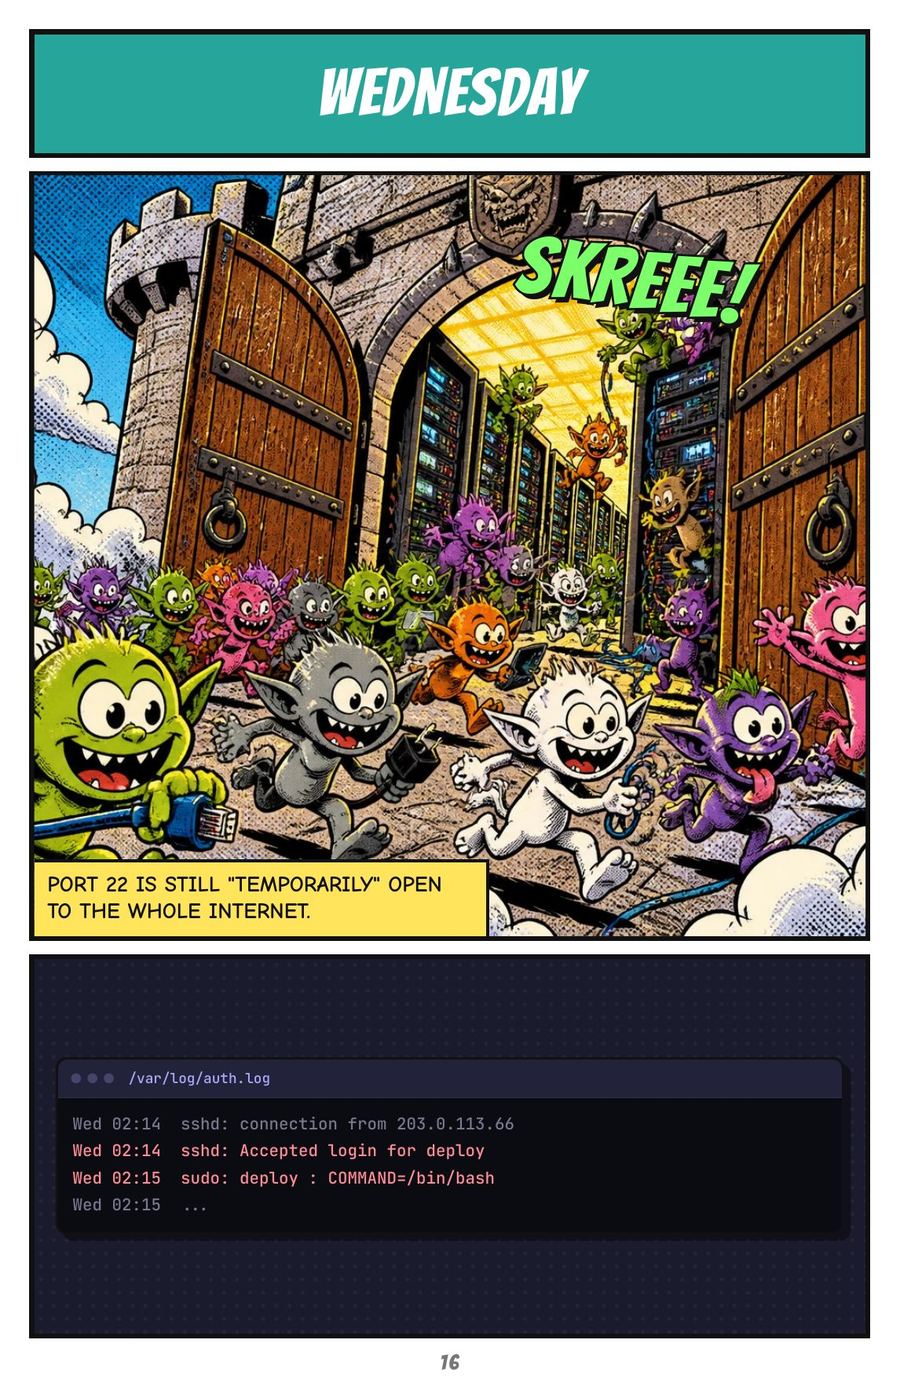 WEDNESDAY
SKREEE!
PORT 22 IS STILL "TEMPORARILY" OPEN
TO THE WHOLE INTERNET.
/var/log/auth.log
Wed 02:14  sshd: connection from 203.0.113.66
Wed 02:14  sshd: Accepted login for deploy
Wed 02:15  sudo: deploy : COMMAND=/bin/bash
Wed 02:15  ...
16